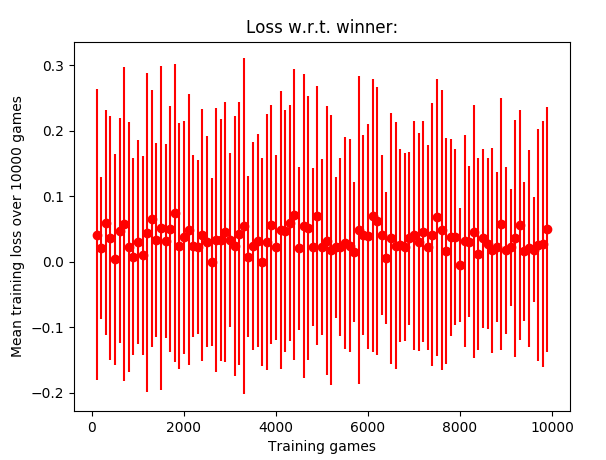 Loss w.r.t. winner:
0.3
0.2
0.1
0.0
−0.1
−0.2
Mean training loss over 10000 games
0 2000 4000 6000 8000 10000
Training games